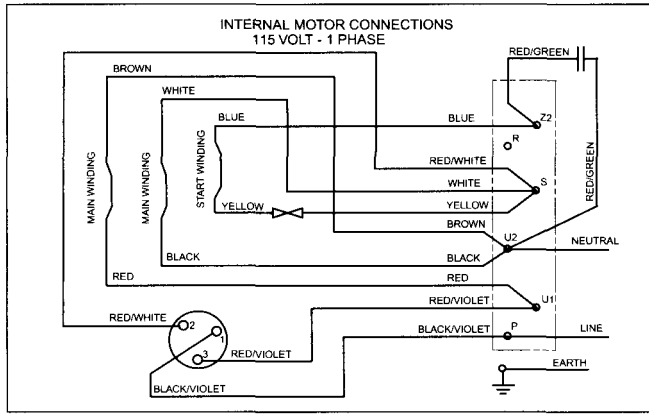 INTERNAL MOTOR CONNECTIONS
115 VOLT - 1 PHASE
RED/GREEN
BROWN
WHITE
BLUE
BLUE
Z2
R
RED/WHITE
RED/GREEN
MAIN WINDING
MAIN WINDING
START WINDING
WHITE
S
YELLOW
YELLOW
BROWN
U2
NEUTRAL
BLACK
BLACK
RED
RED
RED/VIOLET
U1
RED/WHITE
2
1
3
BLACK/VIOLET
P
LINE
RED/VIOLET
EARTH
BLACK/VIOLET